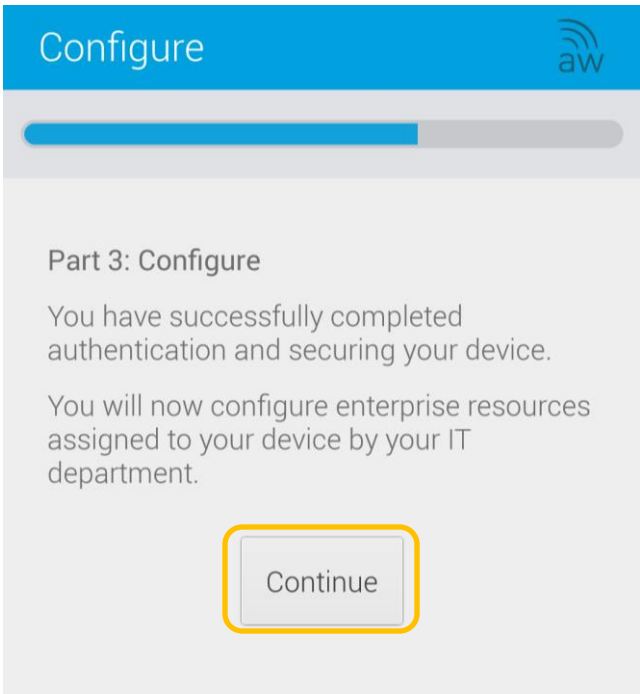 Configure
aw
Part 3: Configure
You have successfully completed
authentication and securing your device.
You will now configure enterprise resources
assigned to your device by your IT
department.
Continue